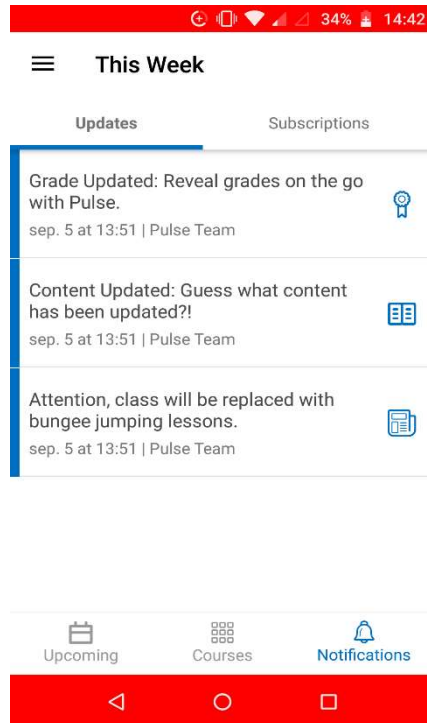 34% 14:42
This Week
Updates Subscriptions
Grade Updated: Reveal grades on the go
with Pulse.
sep. 5 at 13:51 | Pulse Team
Content Updated: Guess what content
has been updated?!
sep. 5 at 13:51 | Pulse Team
Attention, class will be replaced with
bungee jumping lessons.
sep. 5 at 13:51 | Pulse Team
Upcoming Courses Notifications